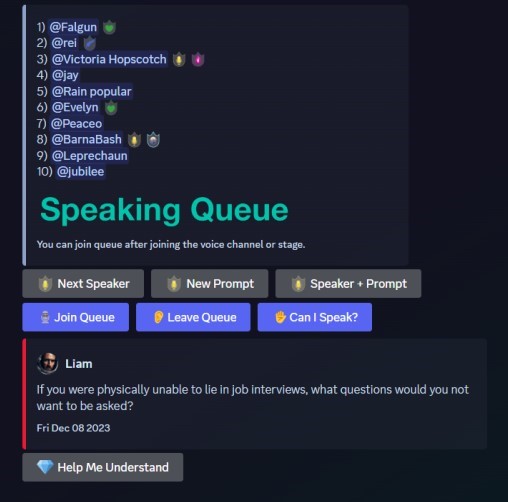 1) @Falgun
2) @rei
3) @Victoria Hopscotch
4) @jay
5) @Rain popular
6) @Evelyn
7) @Peaceo
8) @BarnaBash
9) @Leprechaun
10) @jubilee
Speaking Queue
You can join queue after joining the voice channel or stage.
Next Speaker New Prompt Speaker + Prompt
Join Queue Leave Queue Can I Speak?
Liam
If you were physically unable to lie in job interviews, what questions would you not
want to be asked?
Fri Dec 08 2023
Help Me Understand